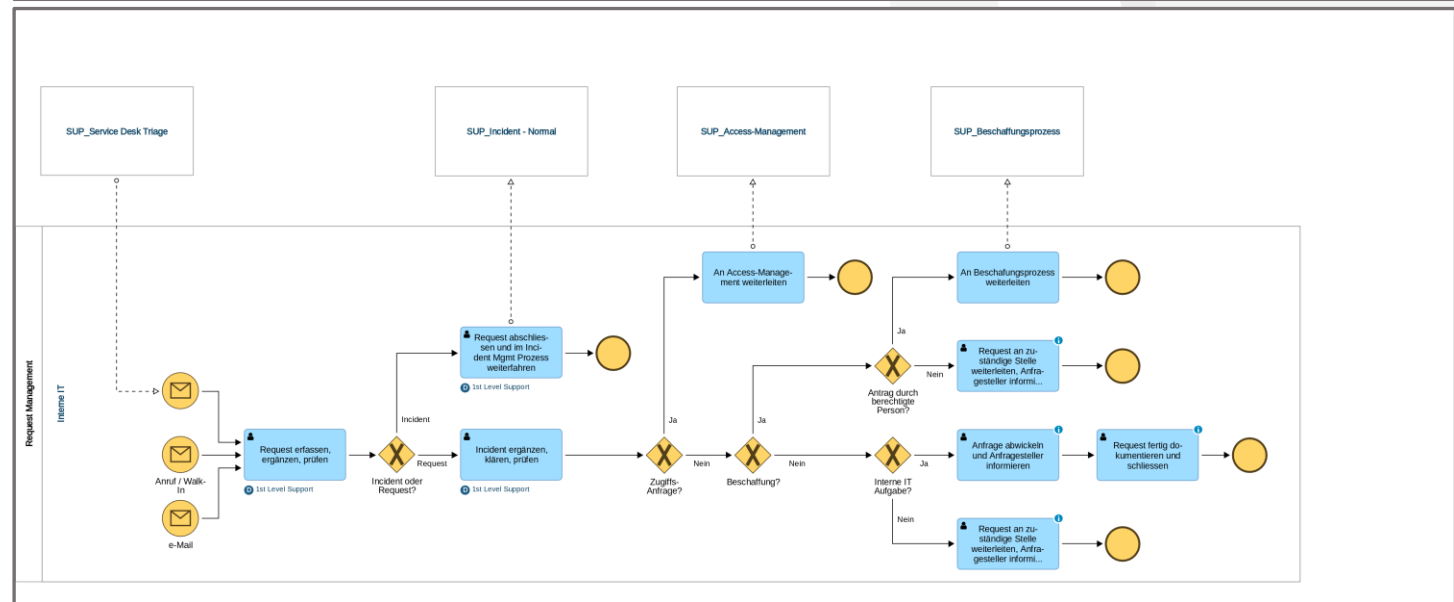 SUP_Service Desk Triage
SUP_Incident - Normal
SUP_Access-Management
SUP_Beschaffungsprozess
Request Management
Interne IT
An Access-Manage-
ment weiterleiten
An Beschafungsprozess
weiterleiten
Ja
Request abschlies-
sen und im Inci-
dent Mgmt Prozess
weiterfahren
D 1st Level Support
Request an zu-
ständige Stelle
weiterleiten, Anfra-
gesteller informi...
Nein
Antrag durch
berechtigte
Person?
Incident
Ja
Ja
Anruf / Walk-
In
Request erfassen,
ergänzen, prüfen
D 1st Level Support
Incident oder
Request?
Request
Incident ergänzen,
klären, prüfen
D 1st Level Support
Zugiffs-
Anfrage?
Nein
Beschaffung?
Nein
Interne IT
Aufgabe?
Ja
Anfrage abwickeln
und Anfragesteller
informieren
Request fertig do-
kumentieren und
schliessen
Nein
e-Mail
Request an zu-
ständige Stelle
weiterleiten, Anfra-
gesteller informi...